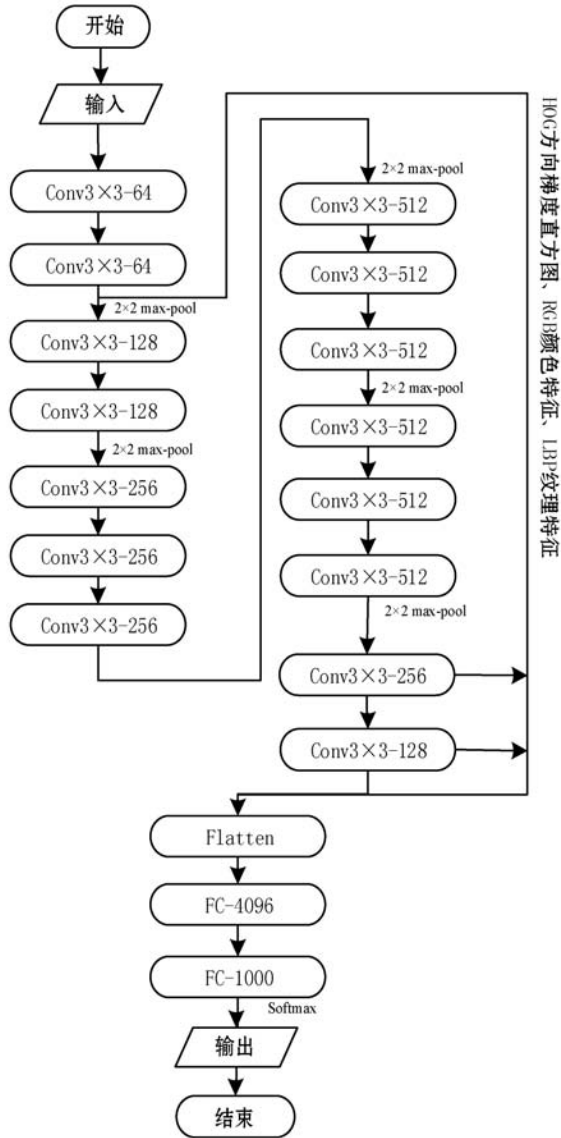 开始
输入
Conv3×3-64
Conv3×3-64
2×2 max-pool
Conv3×3-128
Conv3×3-128
2×2 max-pool
Conv3×3-256
Conv3×3-256
Conv3×3-256
2×2 max-pool
Conv3×3-512
Conv3×3-512
Conv3×3-512
2×2 max-pool
Conv3×3-512
Conv3×3-512
Conv3×3-512
2×2 max-pool
Conv3×3-256
Conv3×3-128
HOG方向梯度直方图、RGB颜色特征、LBP纹理特征
Flatten
FC-4096
FC-1000
Softmax
输出
结束